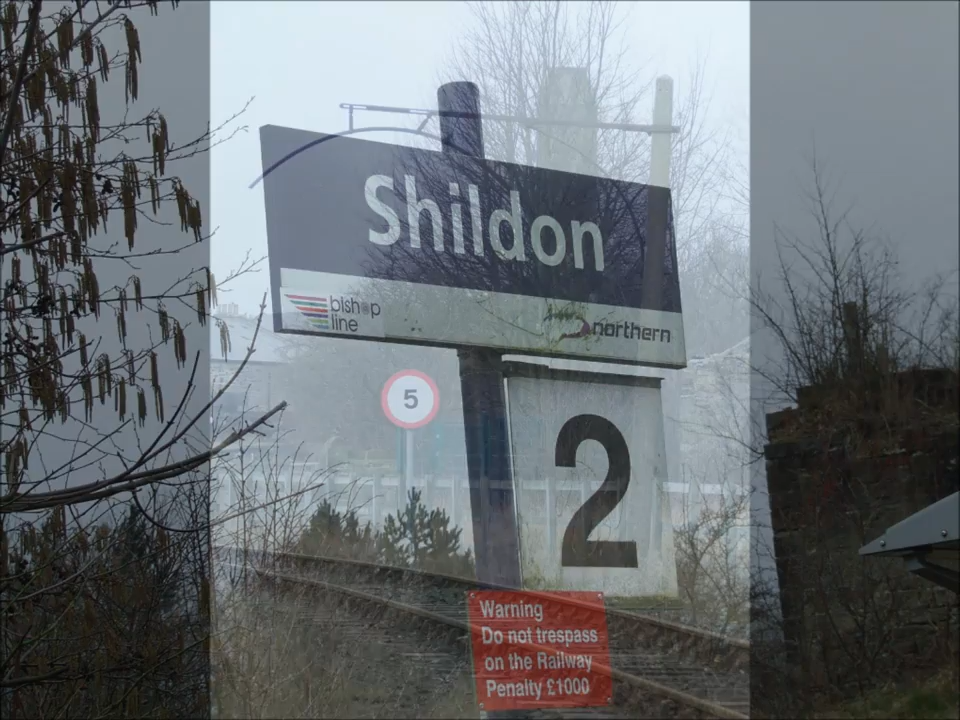 Shildon
bishop
line
northern
5
2
Warning
Do not trespass
on the Railway
Penalty £1000